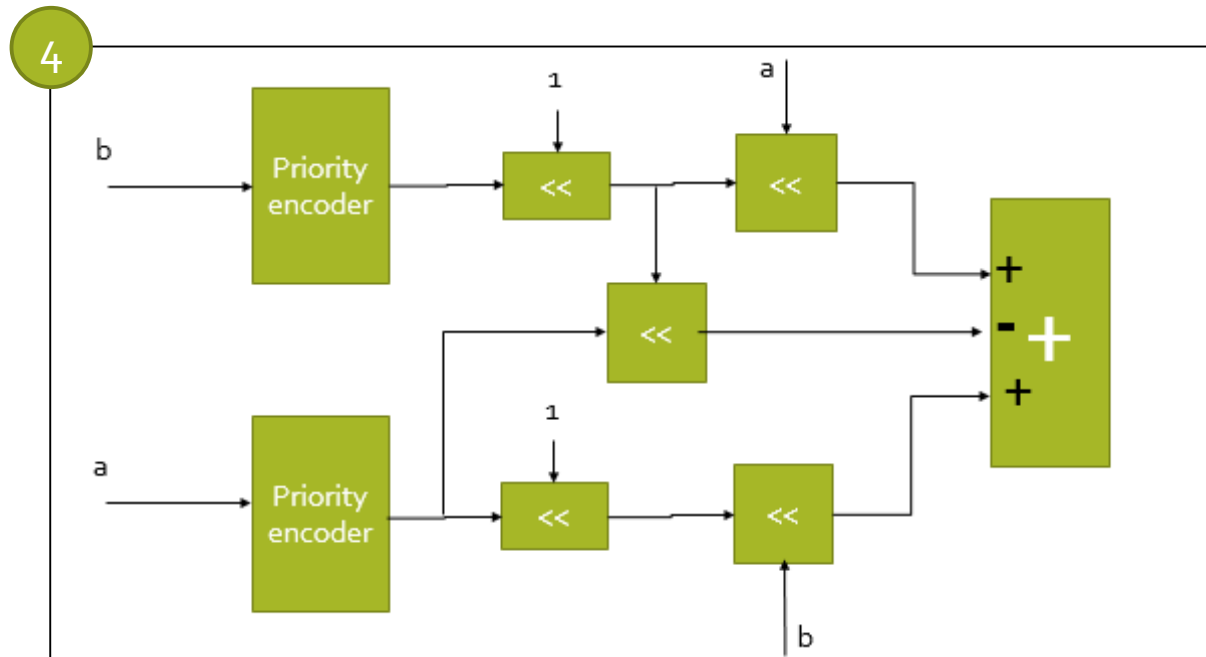 4
a
1
b
Priority
encoder
<<
<<
+
<<
-
+
1
+
a
Priority
encoder
<<
<<
b